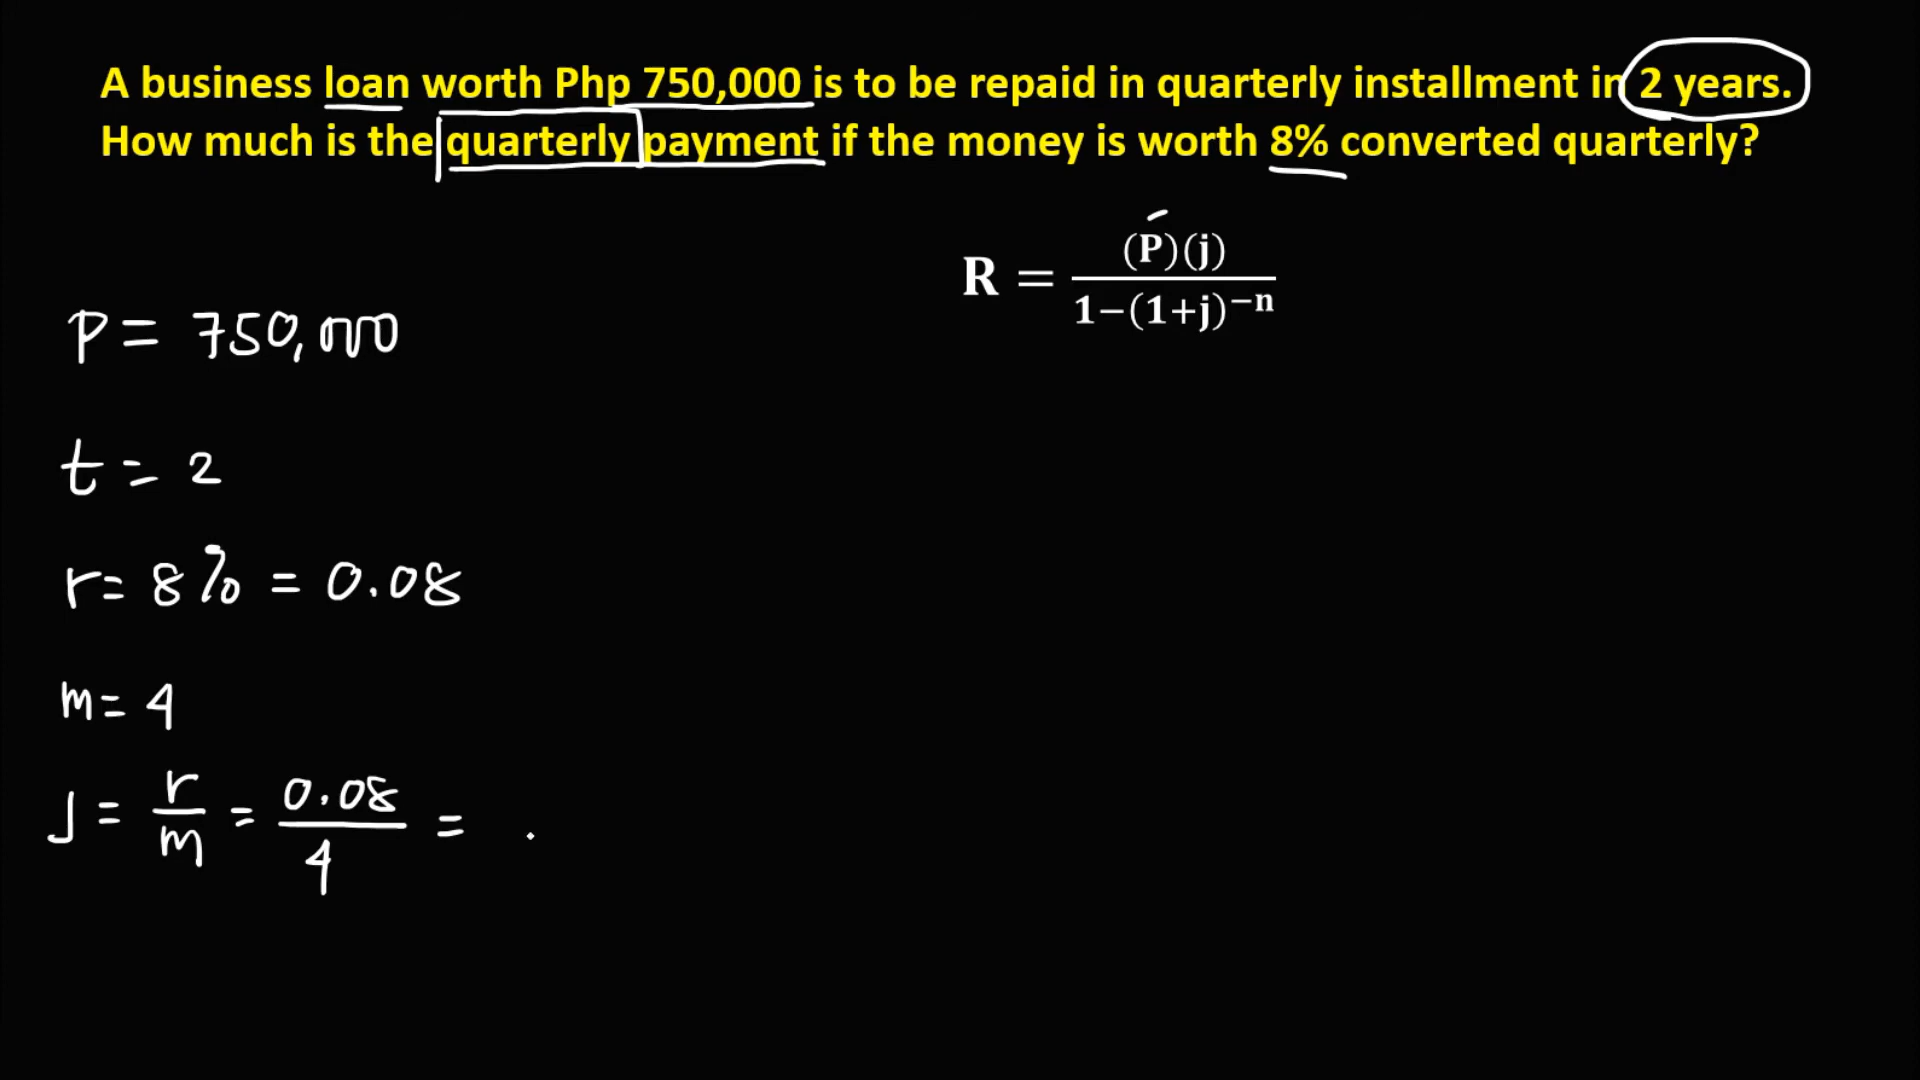 A business loan worth Php 750,000 is to be repaid in quarterly installment in 2 years.
How much is the quarterly payment if the money is worth 8% converted quarterly?
R = (P)(j) / 1−(1+j)^−n
P = 750,000
t = 2
r = 8% = 0.08
m = 4
J = r/m = 0.08/4 = .